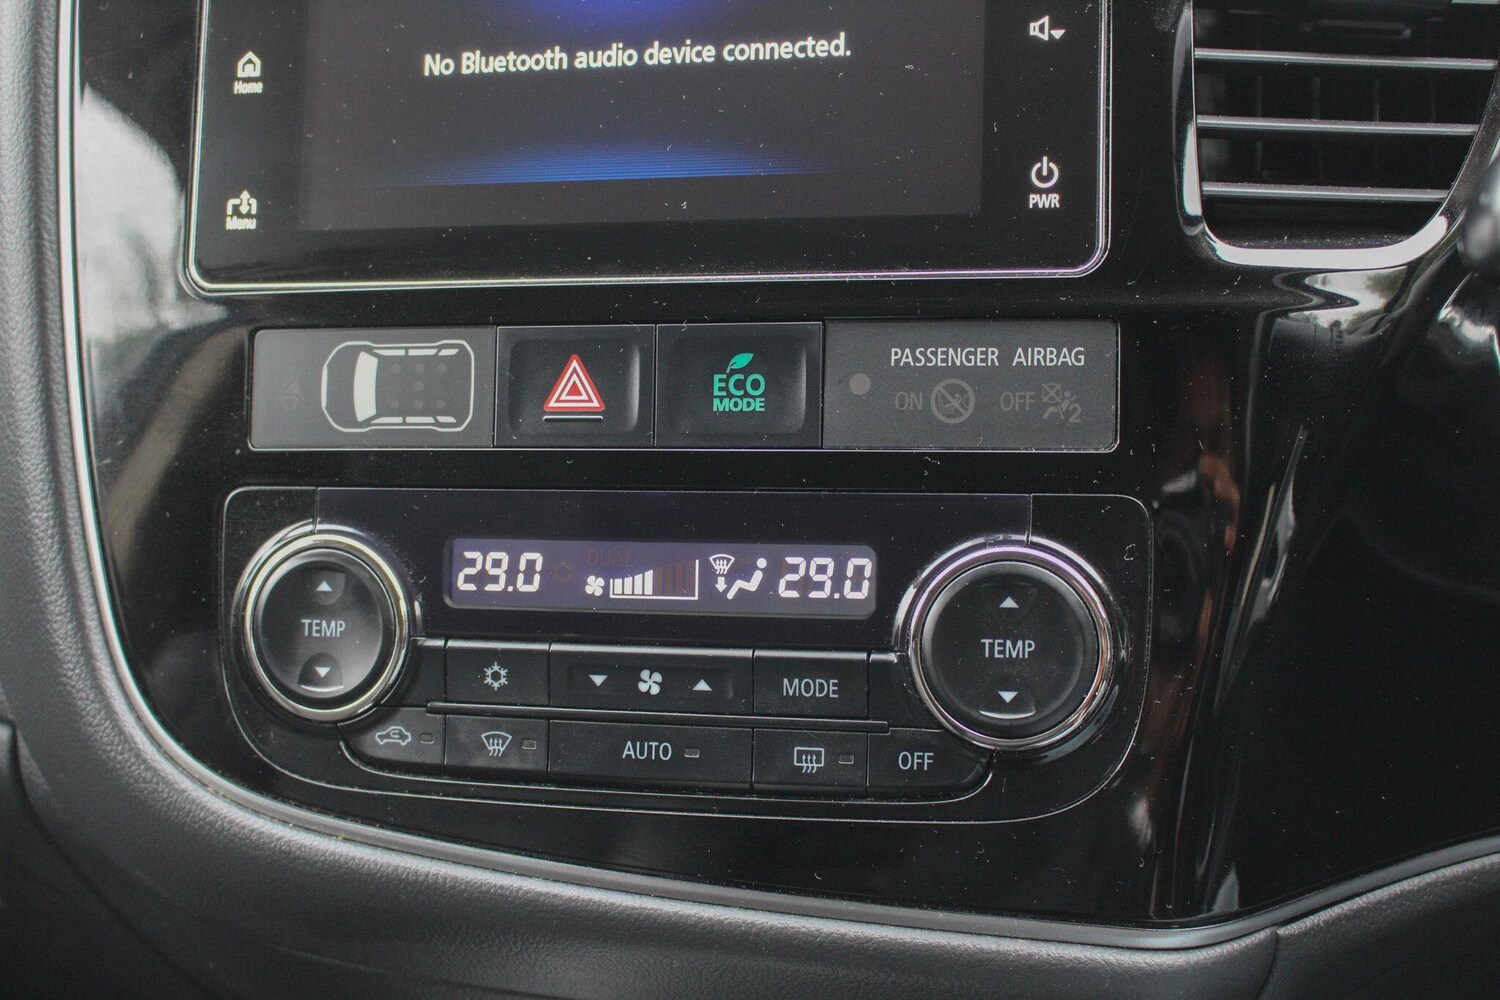 No Bluetooth audio device connected.
Home
Menu
PWR
ECO
MODE
PASSENGER AIRBAG
ON OFF 2
29.0 29.0
TEMP
TEMP
MODE
AUTO
OFF